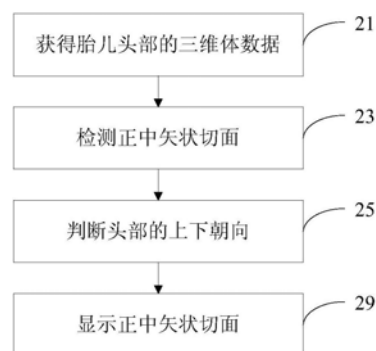 获得胎儿头部的三维体数据
21
检测正中矢状切面
23
判断头部的上下朝向
25
显示正中矢状切面
29